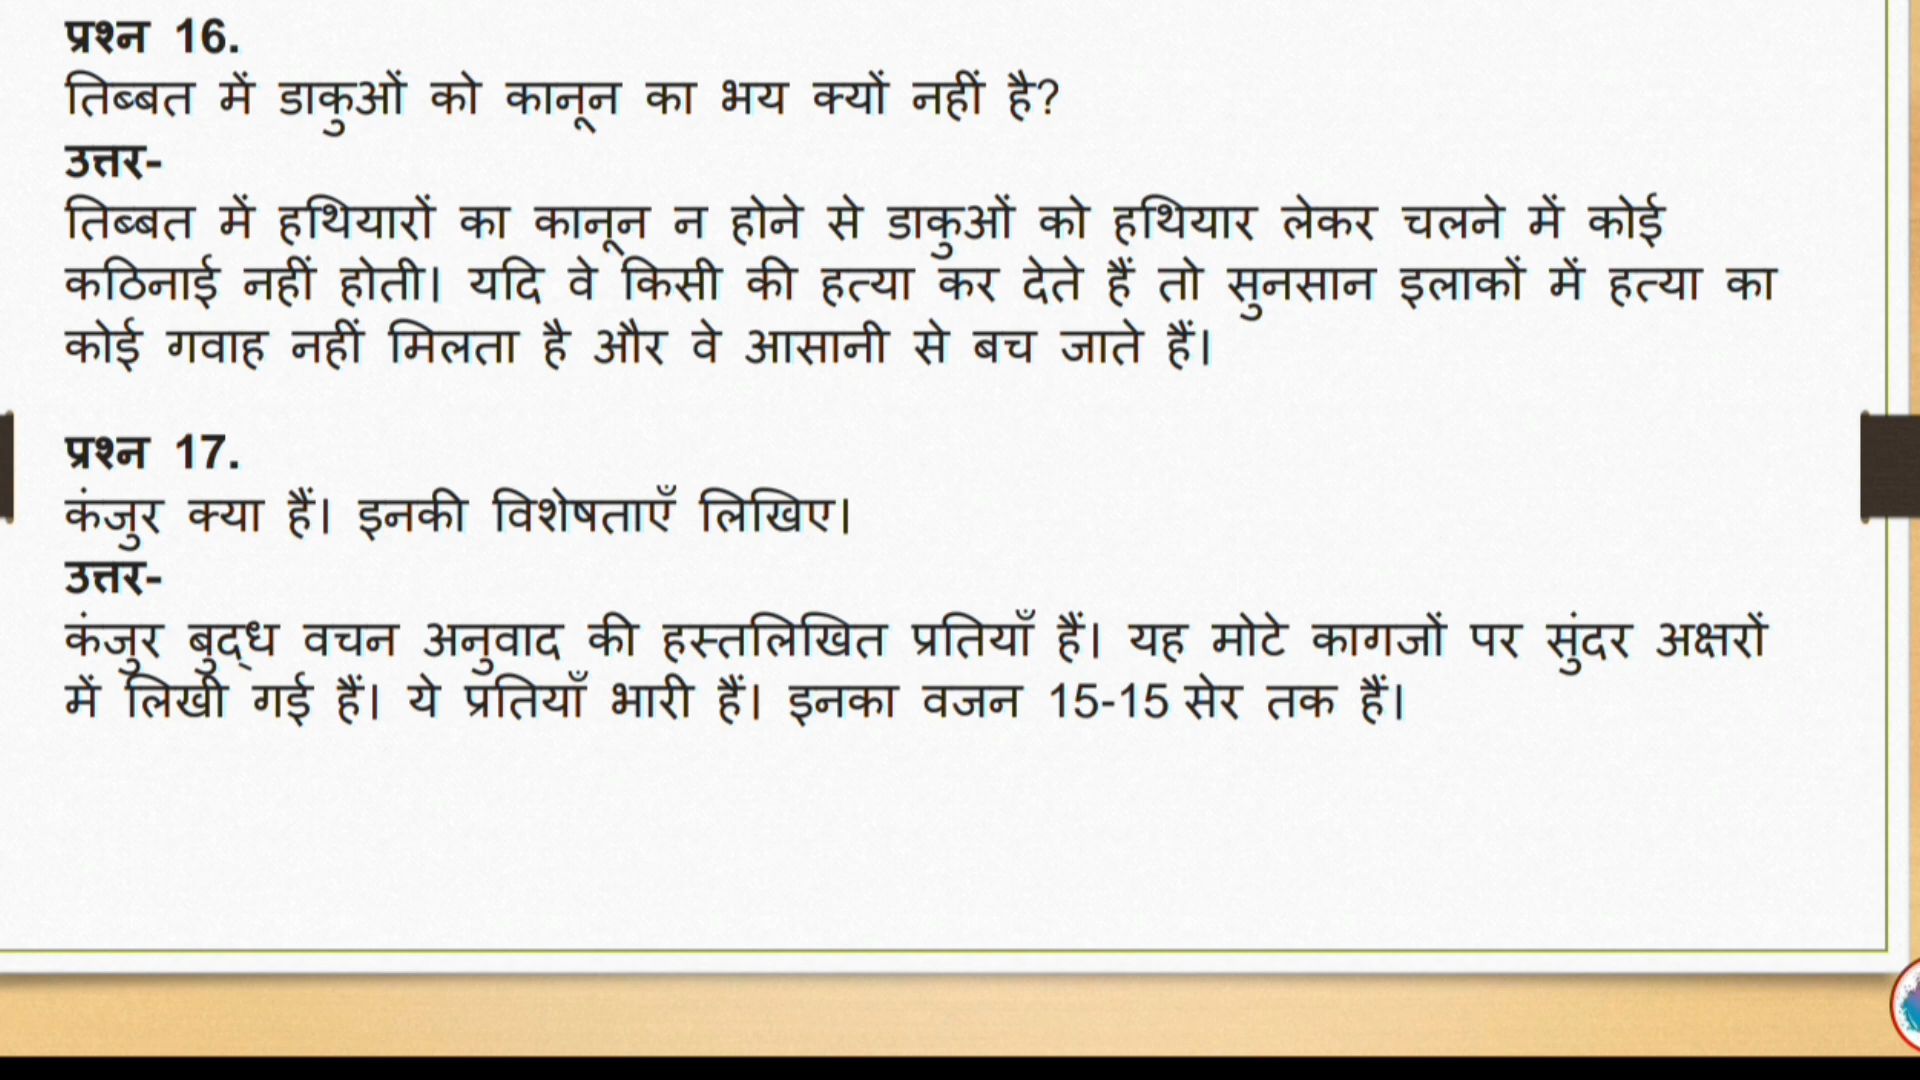 प्रश्न 16.
तिब्बत में डाकुओं को कानून का भय क्यों नहीं है?
उत्तर-
तिब्बत में हथियारों का कानून न होने से डाकुओं को हथियार लेकर चलने में कोई
कठिनाई नहीं होती। यदि वे किसी की हत्या कर देते हैं तो सुनसान इलाकों में हत्या का
कोई गवाह नहीं मिलता है और वे आसानी से बच जाते हैं।
प्रश्न 17.
कंजुर क्या हैं। इनकी विशेषताएँ लिखिए।
उत्तर-
कंजुर बुद्ध वचन अनुवाद की हस्तलिखित प्रतियाँ हैं। यह मोटे कागजों पर सुंदर अक्षरों
में लिखी गई हैं। ये प्रतियाँ भारी हैं। इनका वजन 15-15 सेर तक हैं।